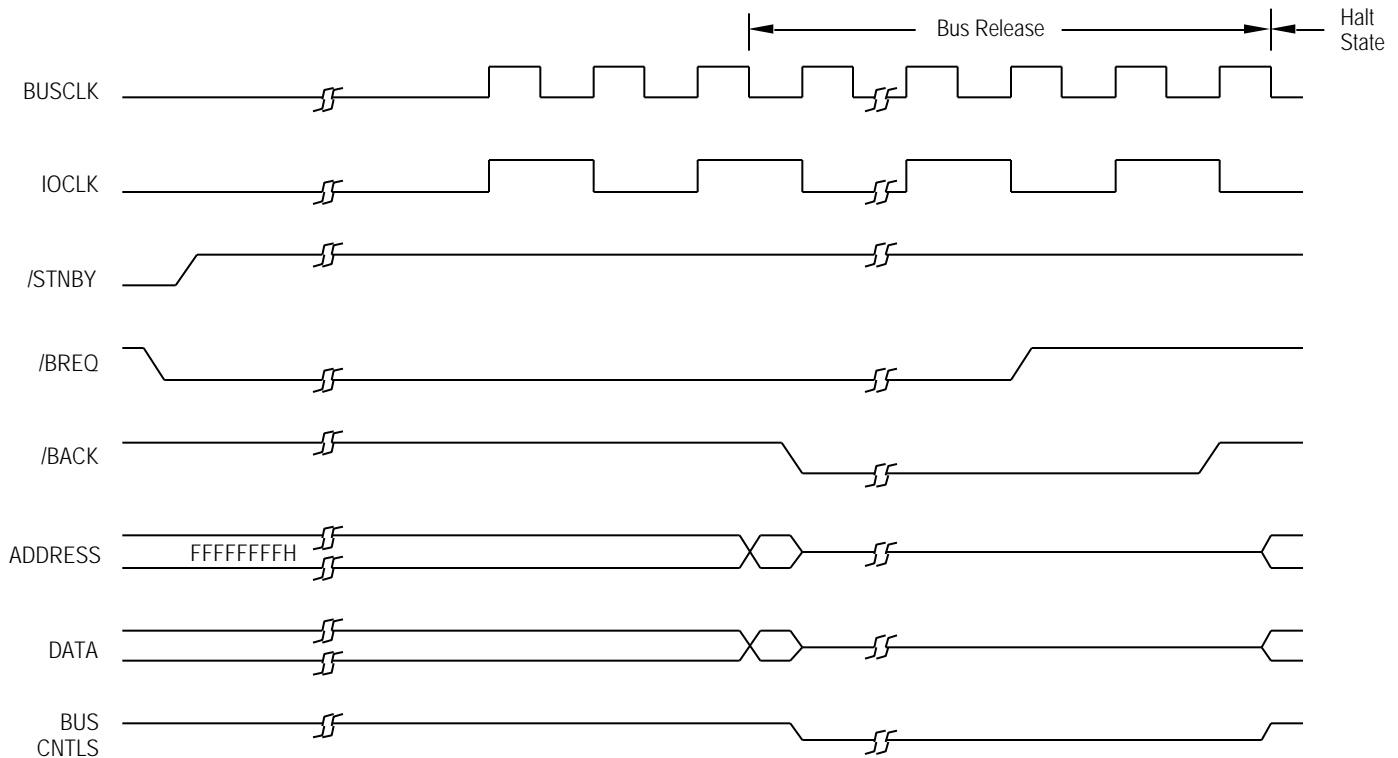 Bus Release
Halt
State
BUSCLK
IOCLK
/STNBY
/BREQ
/BACK
ADDRESS
FFFFFFFFH
DATA
BUS
CNTLS